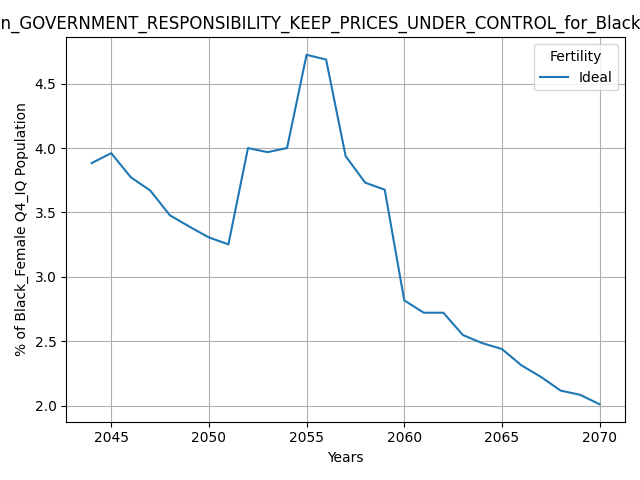 n_GOVERNMENT_RESPONSIBILITY_KEEP_PRICES_UNDER_CONTROL_for_Black
Fertility
Ideal
4.5
4.0
3.5
3.0
2.5
2.0
% of Black_Female Q4_IQ Population
2045
2050
2055
2060
2065
2070
Years